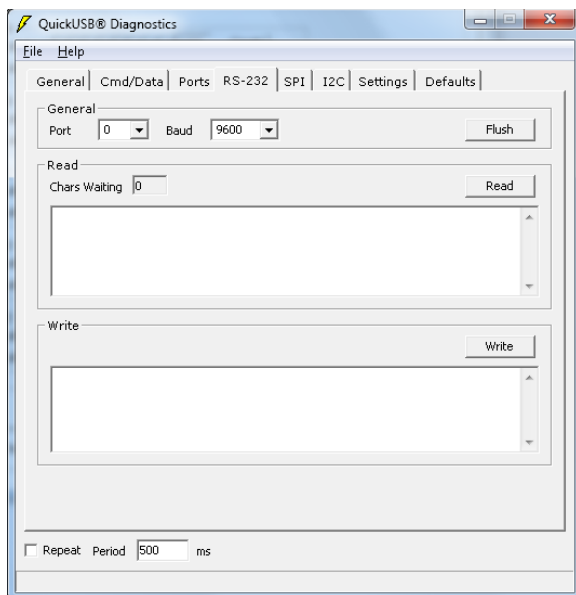 QuickUSB® Diagnostics
File Help
General Cmd/Data Ports RS-232 SPI I2C Settings Defaults
General
Port 0 Baud 9600 Flush
Read
Chars Waiting 0 Read
Write
Write
Repeat Period 500 ms